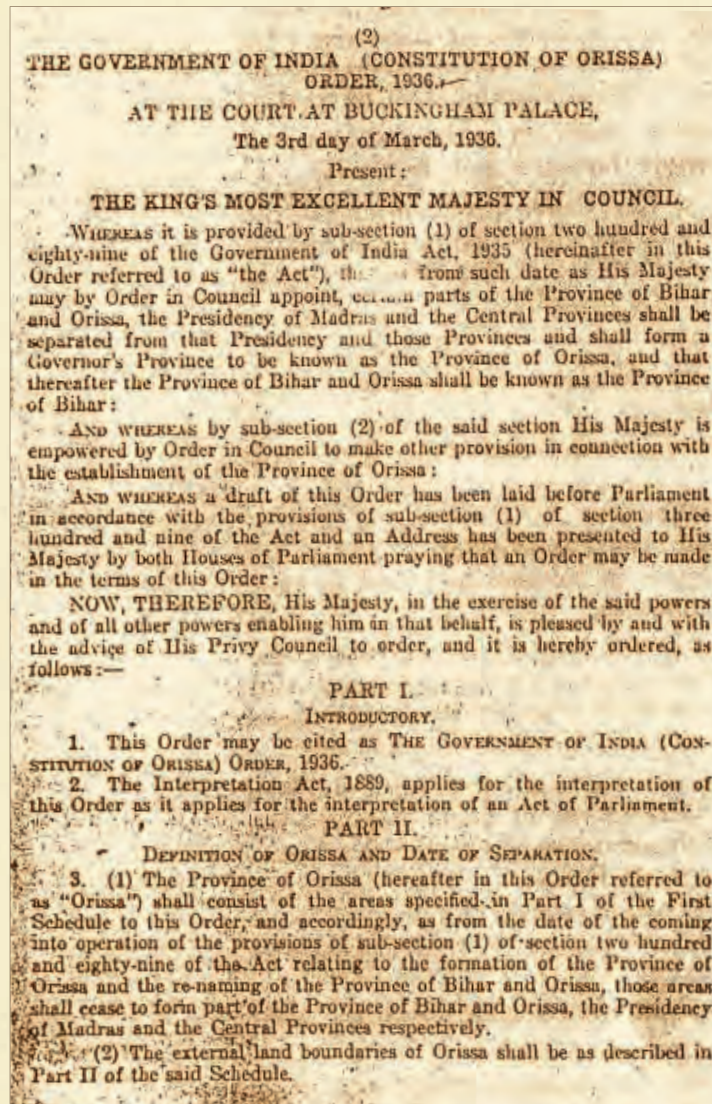 (2)
THE GOVERNMENT OF INDIA (CONSTITUTION OF ORISSA)
ORDER, 1936.
AT THE COURT AT BUCKINGHAM PALACE,
The 3rd day of March, 1936.
Present:
THE KING'S MOST EXCELLENT MAJESTY IN COUNCIL.
WHEREAS it is provided by sub-section (1) of section two hundred and
eighty-nine of the Government of India Act, 1935 (hereinafter in this
Order referred to as "the Act"), from such date as His Majesty
may by Order in Council appoint, certain parts of the Province of Bihar
and Orissa, the Presidency of Madras and the Central Provinces shall be
separated from that Presidency and those Provinces and shall form a
Governor's Province to be known as the Province of Orissa, and that
thereafter the Province of Bihar and Orissa shall be known as the Province
of Bihar:
AND WHEREAS by sub-section (2) of the said section His Majesty is
empowered by Order in Council to make other provision in connection with
the establishment of the Province of Orissa:
AND WHEREAS a draft of this Order has been laid before Parliament
in accordance with the provisions of sub-section (1) of section three
hundred and nine of the Act and an Address has been presented to His
Majesty by both Houses of Parliament praying that an Order may be made
in the terms of this Order:
NOW, THEREFORE, His Majesty, in the exercise of the said powers
and of all other powers enabling him in that behalf, is pleased by and with
the advice of His Privy Council to order, and it is hereby ordered, as
follows:—
PART I.
INTRODUCTORY.
1. This Order may be cited as THE GOVERNMENT OF INDIA (CON-
STITUTION OF ORISSA) ORDER, 1936.
2. The Interpretation Act, 1889, applies for the interpretation of
this Order as it applies for the interpretation of an Act of Parliament.
PART II.
DEFINITION OF ORISSA AND DATE OF SEPARATION.
3. (1) The Province of Orissa (hereafter in this Order referred to
as "Orissa") shall consist of the areas specified in Part I of the First
Schedule to this Order, and accordingly, as from the date of the coming
into operation of the provisions of sub-section (1) of section two hundred
and eighty-nine of the Act relating to the formation of the Province of
Orissa and the re-naming of the Province of Bihar and Orissa, those areas
shall cease to form part of the Province of Bihar and Orissa, the Presidency
of Madras and the Central Provinces respectively.
(2) The external land boundaries of Orissa shall be as described in
Part II of the said Schedule.